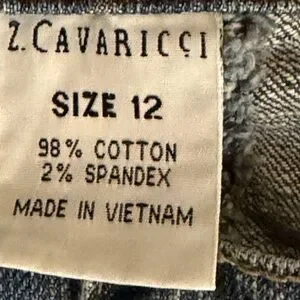 Z. CAVARICCI
SIZE 12
98% COTTON
2% SPANDEX
MADE IN VIETNAM